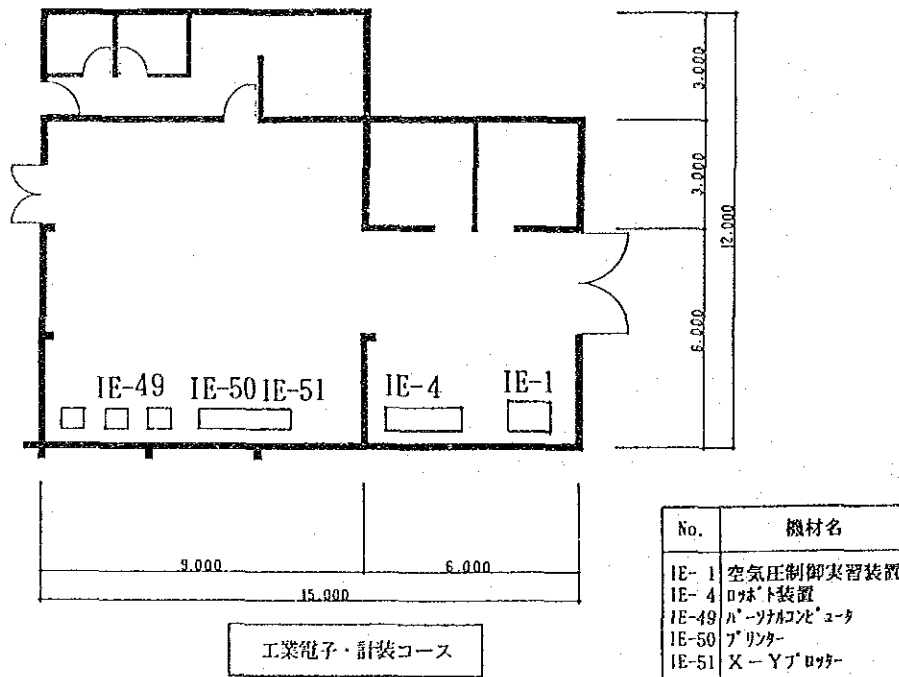 3.000
3.000
12.000
6.000
IE-49 IE-50 IE-51 IE-4 IE-1
9.000 6.000
15.000
工業電子・計装コース
No. 機材名
IE- 1 空気圧制御実習装置
IE- 4 ロボット装置
IE-49 パーソナルコンピュータ
IE-50 プリンター
IE-51 X-Yプロッター